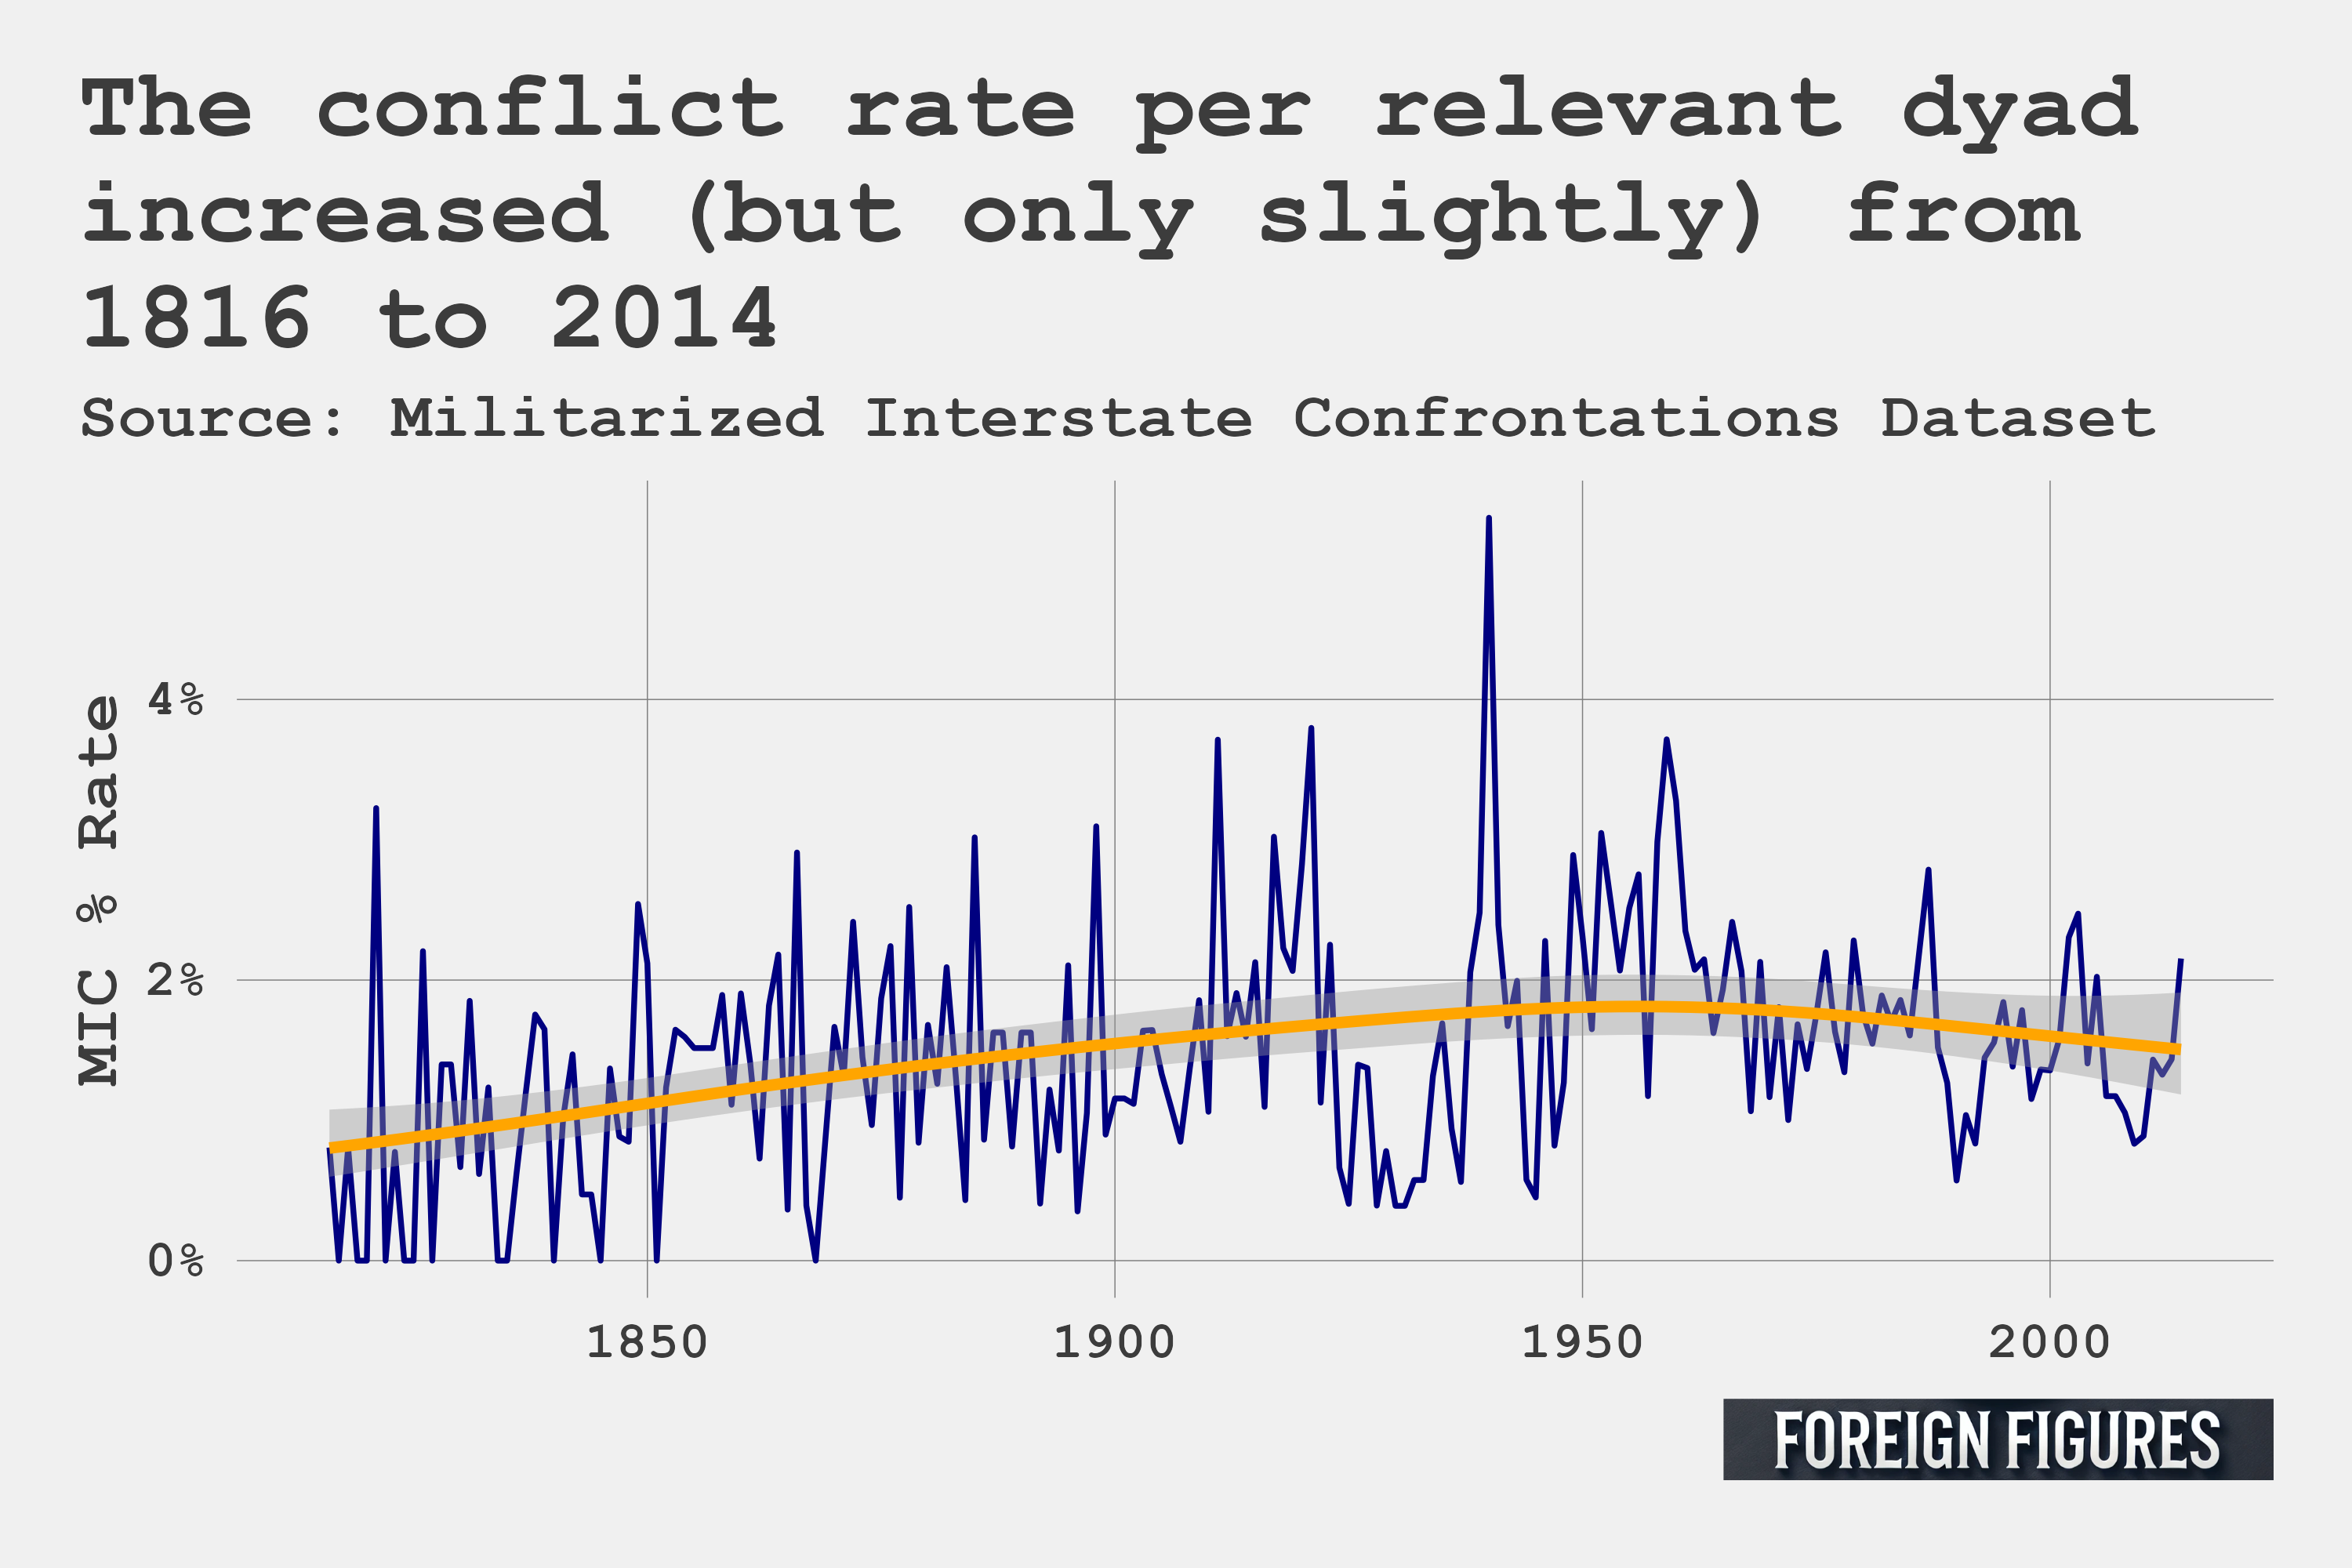 The conflict rate per relevant dyad
increased (but only slightly) from
1816 to 2014
Source: Militarized Interstate Confrontations Dataset
MIC % Rate
4%
2%
0%
1850 1900 1950 2000
FOREIGN FIGURES